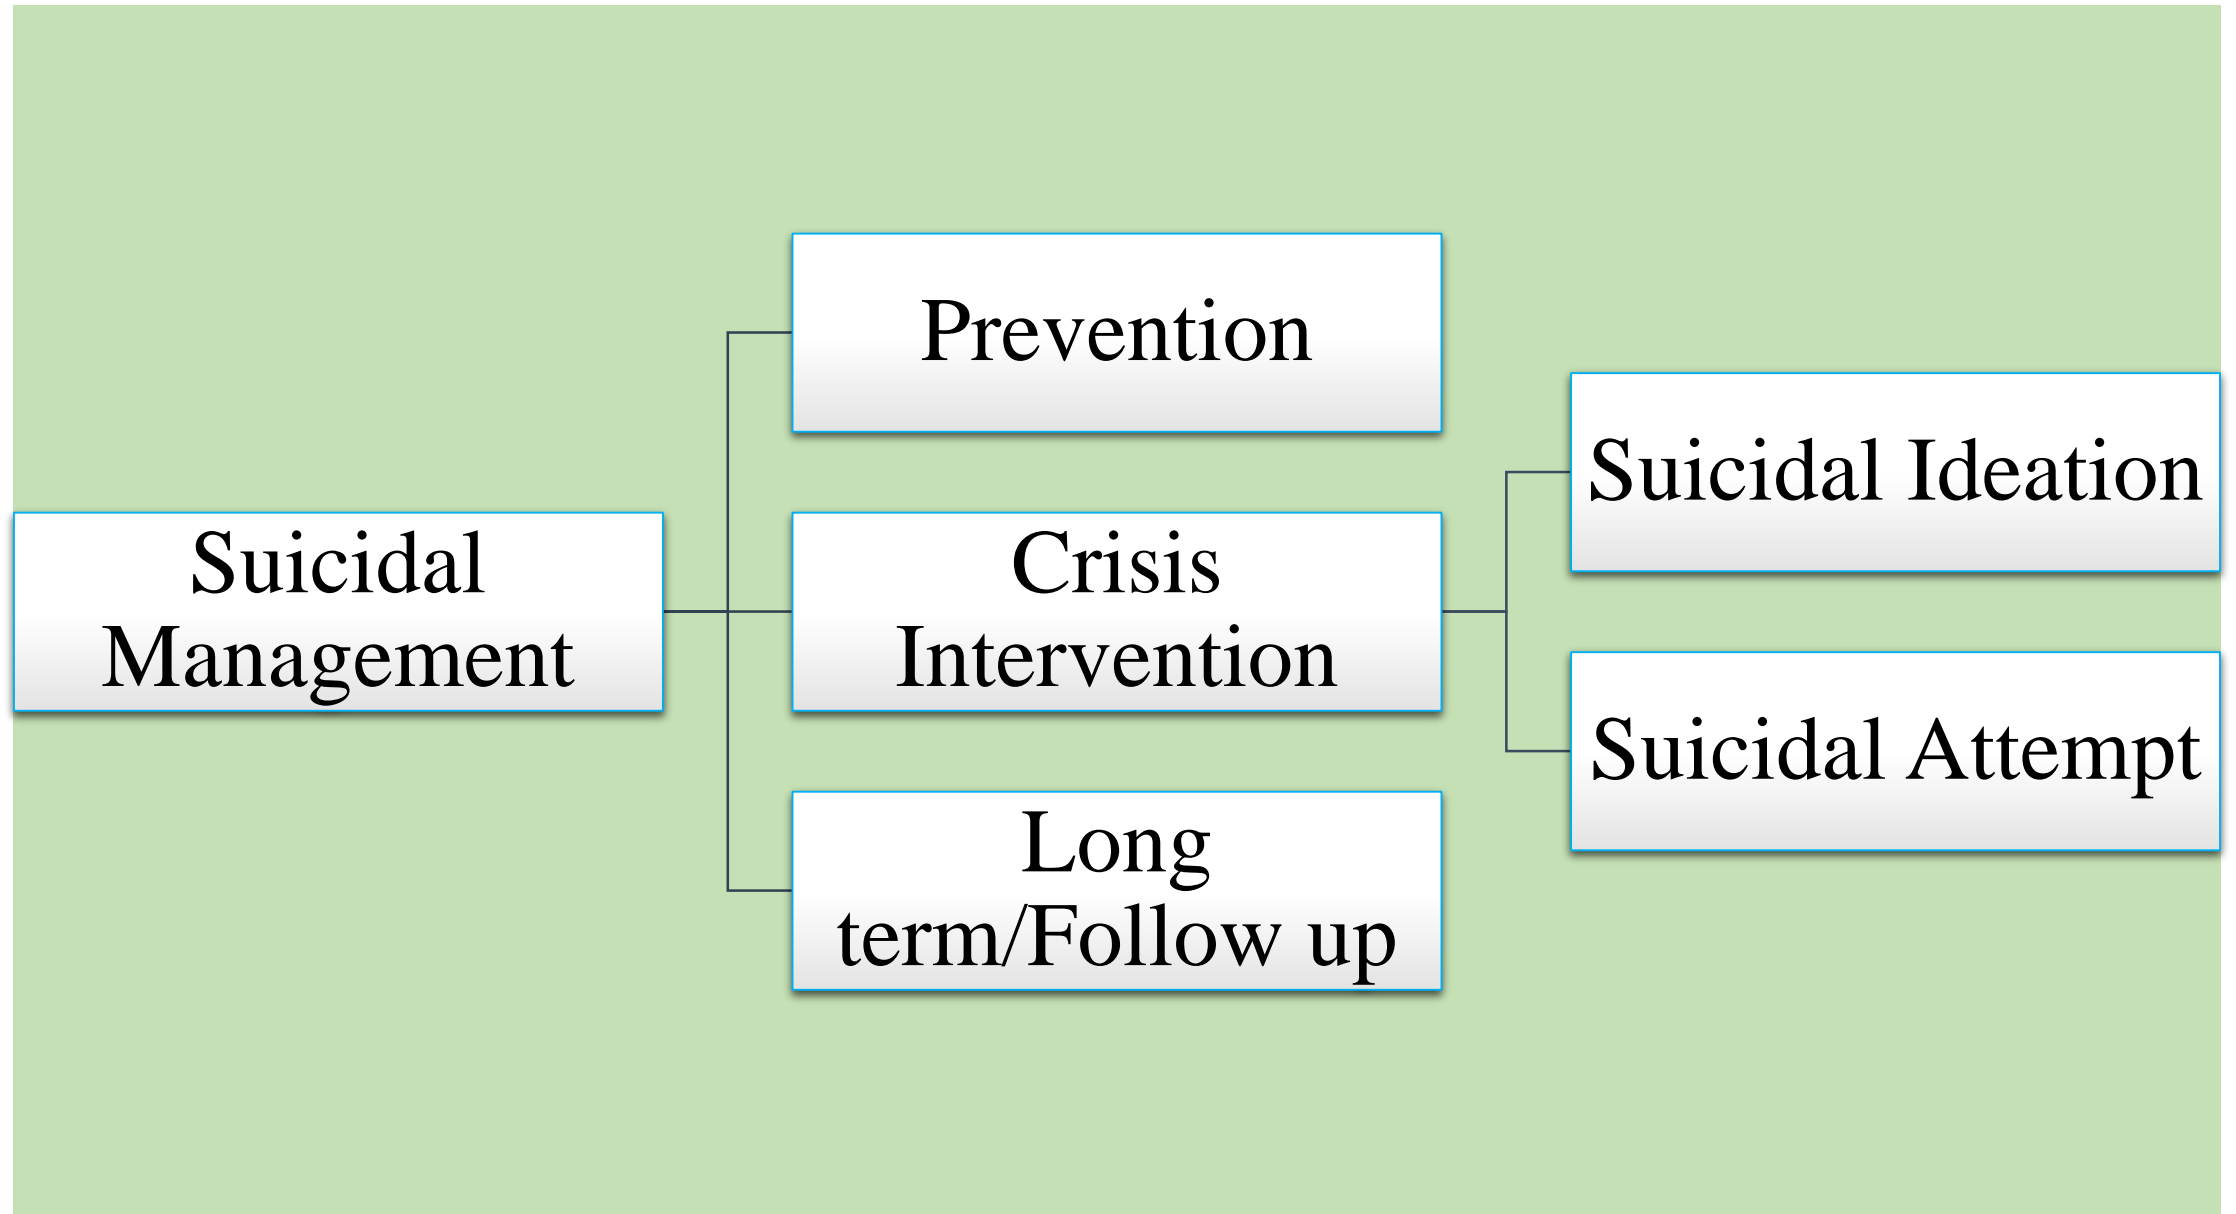 Suicidal
Management
Prevention
Crisis
Intervention
Long
term/Follow up
Suicidal Ideation
Suicidal Attempt